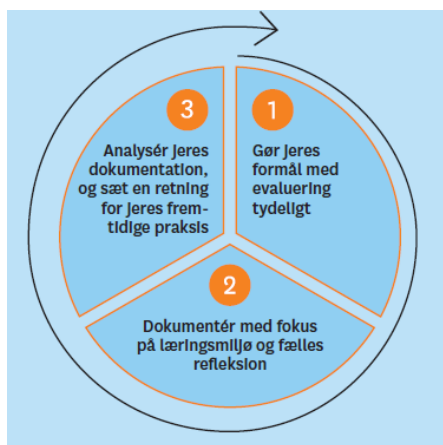 1
Gør jeres
formål med
evaluering
tydeligt
2
Dokumentér med fokus
på læringsmiljø og fælles
refleksion
3
Analysér jeres
dokumentation,
og sæt en retning
for jeres frem-
tidige praksis